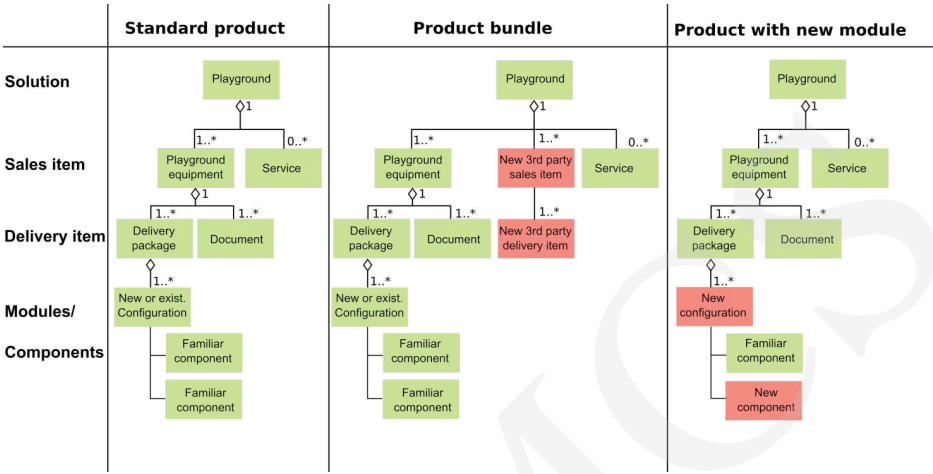 Standard product
Product bundle
Product with new module
Solution
Playground
1
1..*
0..*
Playground
1
1..*
1..*
0..*
Playground
1
1..*
0..*
Sales item
Playground
equipment
Service
1
1..*
1..*
Playground
equipment
New 3rd party
sales item
Service
1
1..*
1..*
1..*
Playground
equipment
Service
1
1..*
1..*
Delivery item
Delivery
package
Document
1..*
Delivery
package
Document
New 3rd party
delivery item
1..*
Delivery
package
Document
1..*
Modules/
Components
New or exist.
Configuration
Familiar
component
Familiar
component
New or exist.
Configuration
Familiar
component
Familiar
component
New
configuration
Familiar
component
New
component